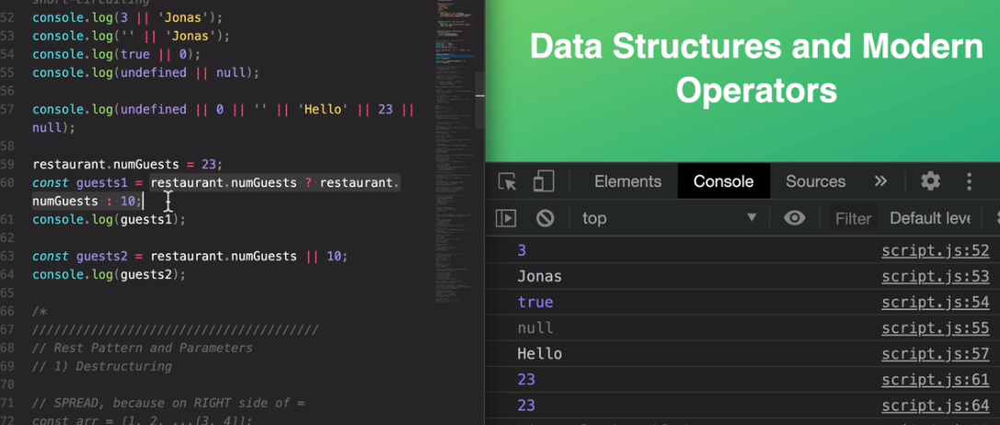 short-circuiting
52 console.log(3 || 'Jonas');
53 console.log('' || 'Jonas');
54 console.log(true || 0);
55 console.log(undefined || null);
56
57 console.log(undefined || 0 || '' || 'Hello' || 23 ||
null);
58
59 restaurant.numGuests = 23;
60 const guests1 = restaurant.numGuests ? restaurant.
numGuests : 10;
61 console.log(guests1);
62
63 const guests2 = restaurant.numGuests || 10;
64 console.log(guests2);
65
66 /*
67 ///////////////////////////////////////
68 // Rest Pattern and Parameters
69 // 1) Destructuring
70
71 // SPREAD, because on RIGHT side of =
72 const arr = [1, 2, ...[3, 4]];
Data Structures and Modern
Operators
Elements Console Sources »
top Filter Default leve
3 script.js:52
Jonas script.js:53
true script.js:54
null script.js:55
Hello script.js:57
23 script.js:61
23 script.js:64